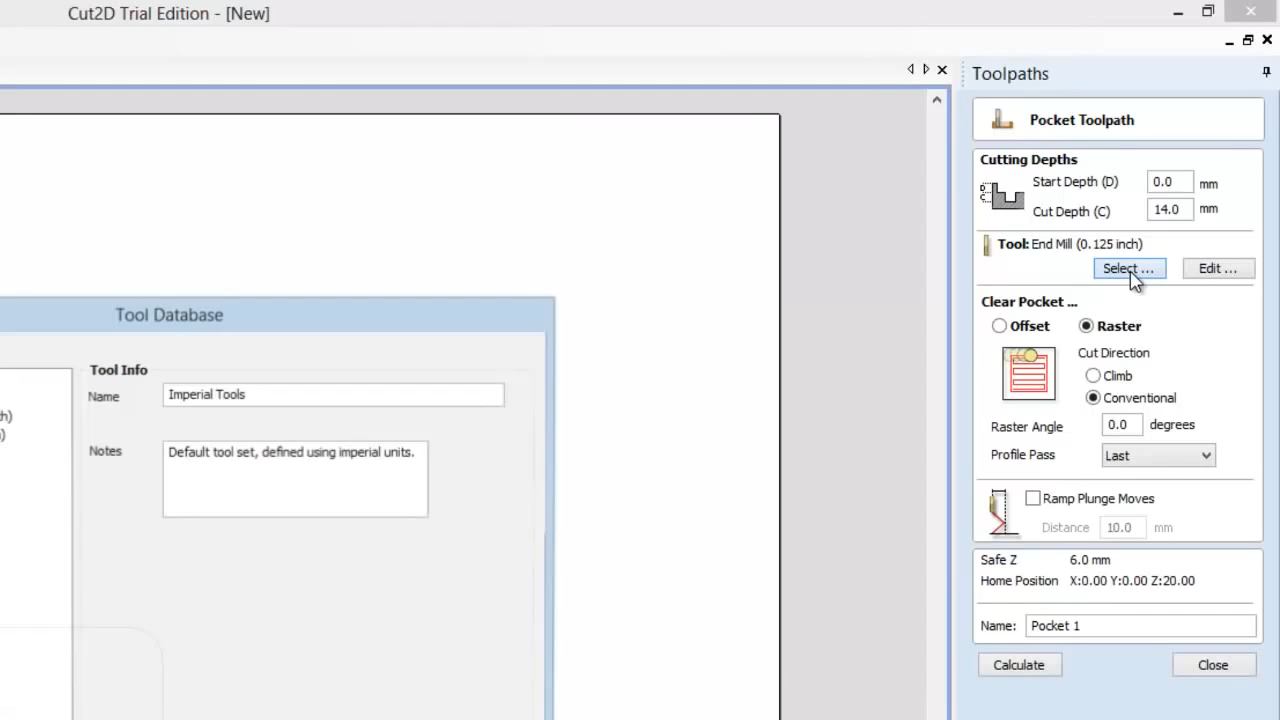 Cut2D Trial Edition - [New]
Toolpaths
Pocket Toolpath
Cutting Depths
Start Depth (D) 0.0 mm
Cut Depth (C) 14.0 mm
D
C
Tool: End Mill (0.125 inch)
Select ... Edit ...
Clear Pocket ...
Offset Raster
Cut Direction
Climb
Conventional
Raster Angle 0.0 degrees
Profile Pass Last
Ramp Plunge Moves
Distance 10.0 mm
Safe Z 6.0 mm
Home Position X:0.00 Y:0.00 Z:20.00
Name: Pocket 1
Calculate Close
Tool Database
Tool Info
Name Imperial Tools
Notes Default tool set, defined using imperial units.
h)
)